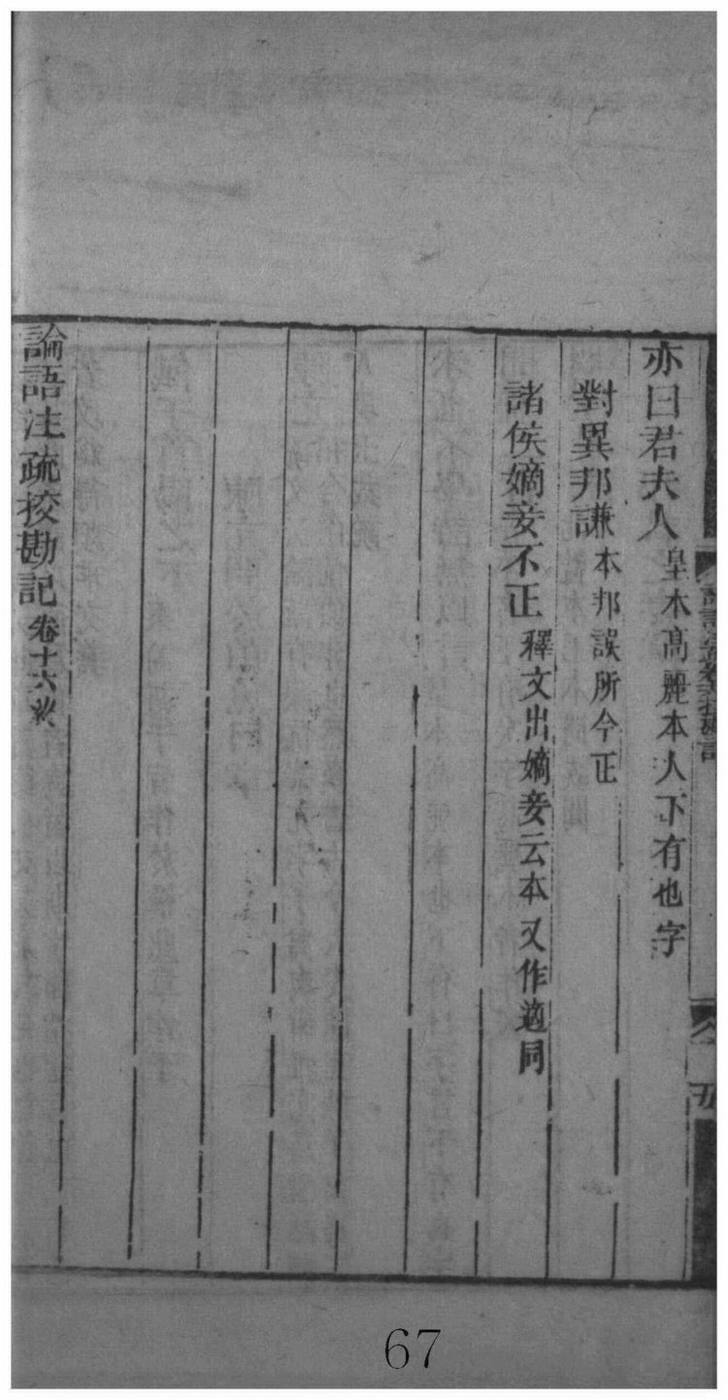 亦曰君夫人皇本高麗本人下有也字
對異邦謙本邦誤所今正
諸侯嫡妾不正釋文出嫡妾云本又作適同
論語注疏挍勘記卷十六
67